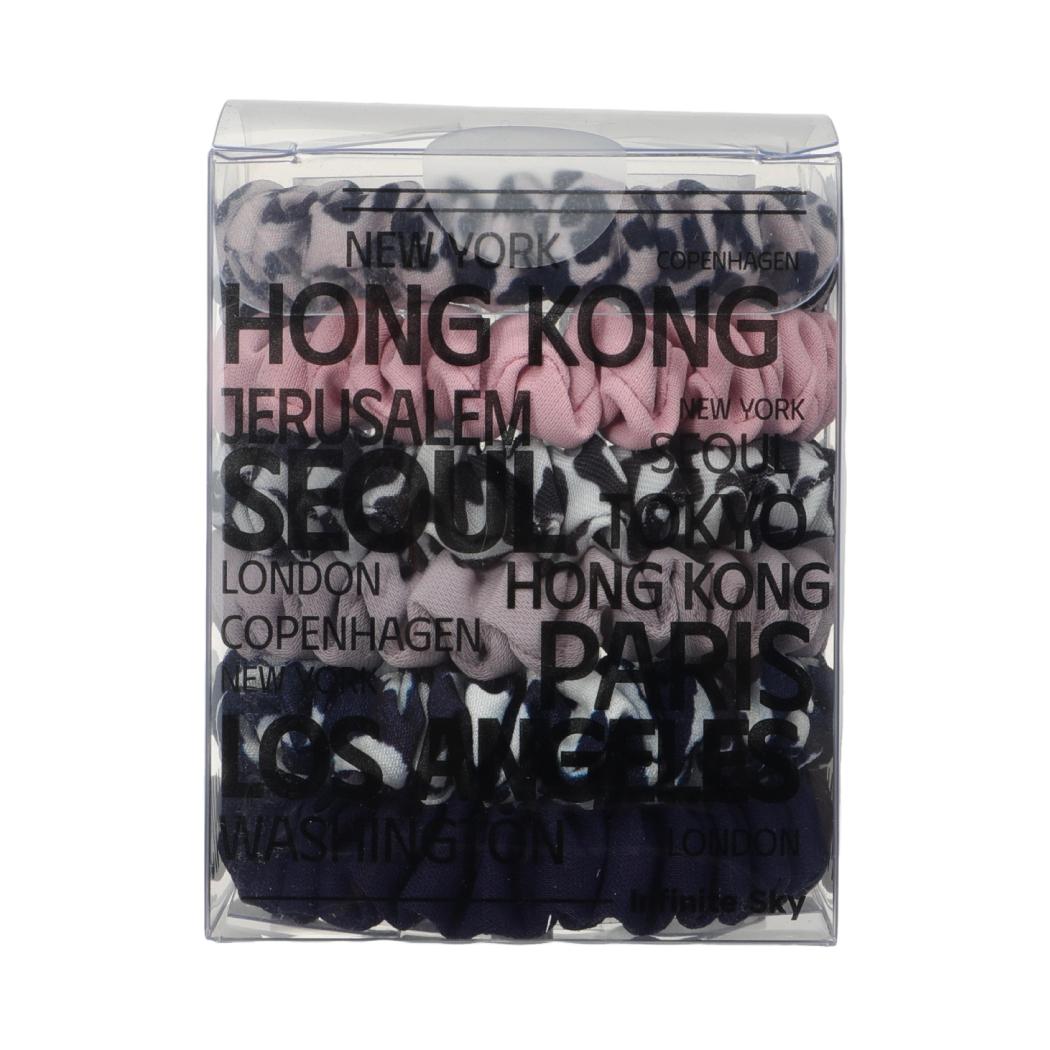 NEW YORK COPENHAGEN
HONG KONG
JERUSALEM NEW YORK
SEOUL SEOUL
TOKYO
LONDON HONG KONG
COPENHAGEN PARIS
NEW YORK
LOS ANGELES
WASHINGTON LONDON
Infinite Sky